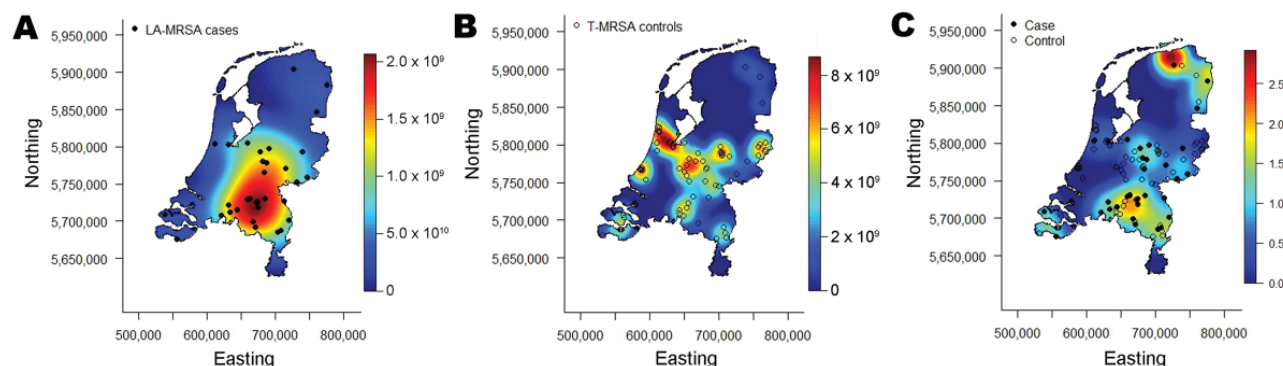 A
LA-MRSA cases
Northing
5,950,000
5,900,000
5,850,000
5,800,000
5,750,000
5,700,000
5,650,000
2.0 x 10⁹
1.5 x 10⁹
1.0 x 10⁹
5.0 x 10¹⁰
0
500,000 600,000 700,000 800,000
Easting
B
T-MRSA controls
Northing
5,950,000
5,900,000
5,850,000
5,800,000
5,750,000
5,700,000
5,650,000
8 x 10⁹
6 x 10⁹
4 x 10⁹
2 x 10⁹
0
500,000 600,000 700,000 800,000
Easting
C
Case
Control
Northing
5,950,000
5,900,000
5,850,000
5,800,000
5,750,000
5,700,000
5,650,000
2.5
2.0
1.5
1.0
0.5
0.0
500,000 600,000 700,000 800,000
Easting